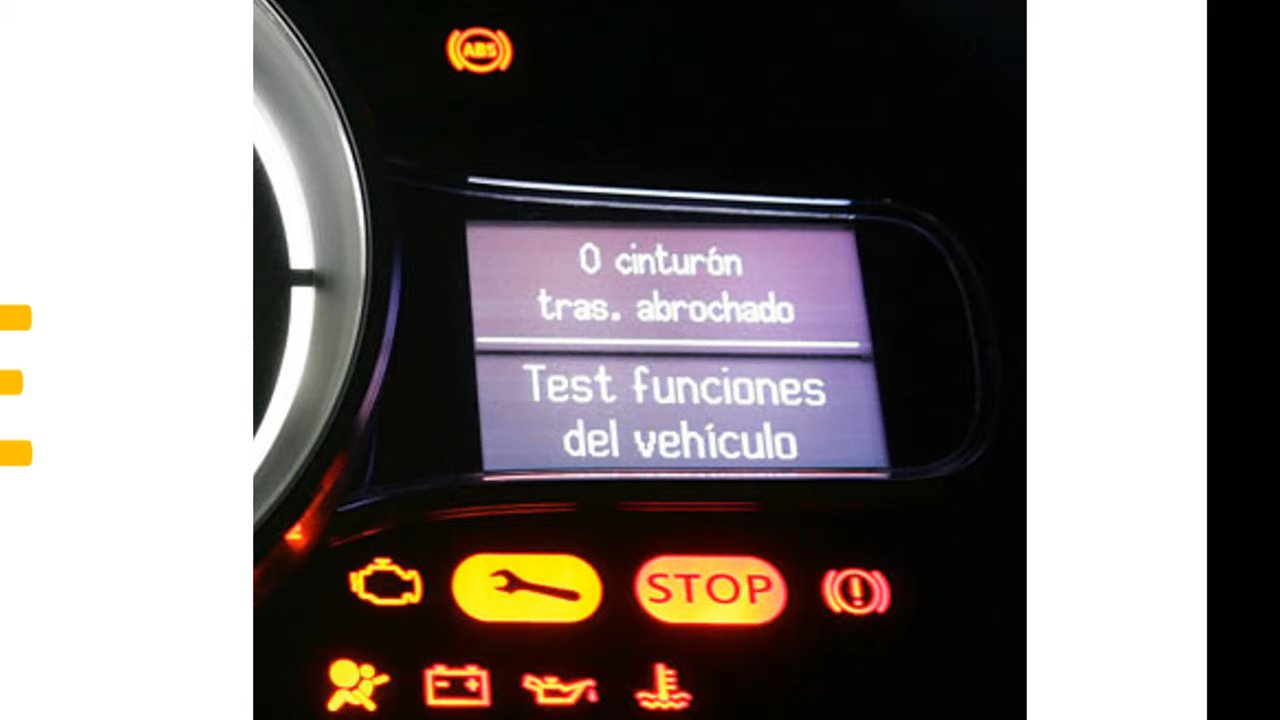 ABS
0 cinturón
tras. abrochado
Test funciones
del vehículo
STOP